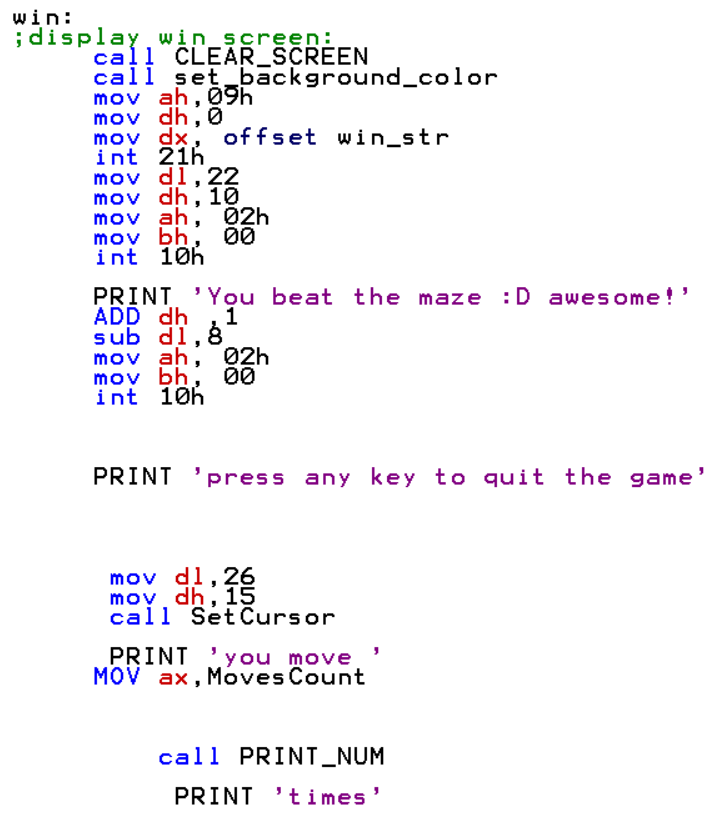 win:
;display win screen:
call CLEAR_SCREEN
call set_background_color
mov ah,09h
mov dh,0
mov dx, offset win_str
int 21h
mov dl,22
mov dh,10
mov ah, 02h
mov bh, 00
int 10h
PRINT 'You beat the maze :D awesome!'
ADD dh ,1
sub dl,8
mov ah, 02h
mov bh, 00
int 10h
PRINT 'press any key to quit the game'
mov dl,26
mov dh,15
call SetCursor
PRINT 'you move '
MOV ax,MovesCount
call PRINT_NUM
PRINT 'times'